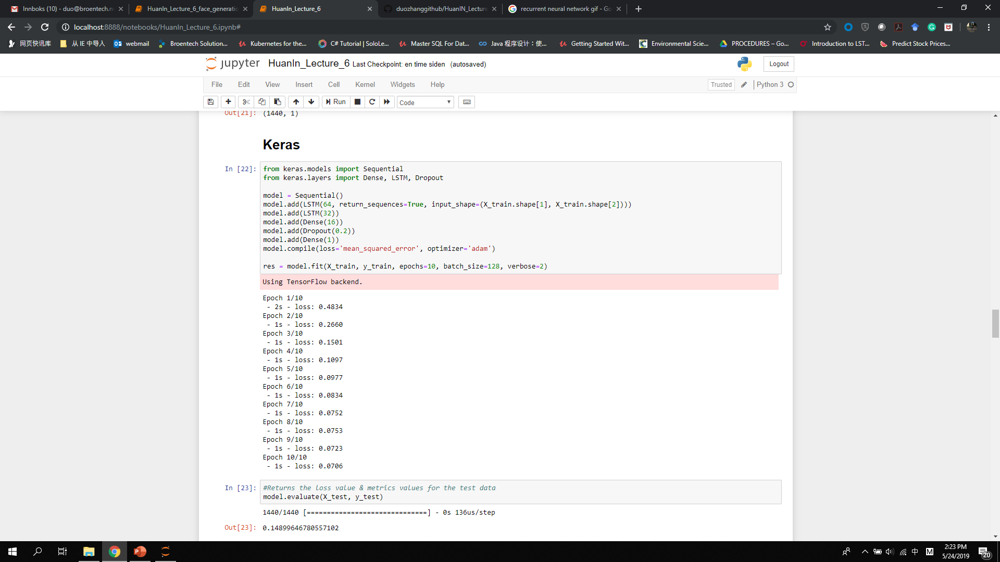 Innboks (10) - duo@broentech.n
HuanIn_Lecture_6_face_generatic
HuanIn_Lecture_6
duozhanggithub/HuanIN_Lecture
recurrent neural network gif - Go
localhost:8888/notebooks/HuanIn_Lecture_6.ipynb#
网页快讯库
从 IE 中导入
webmail
Broentech Solution...
Kubernetes for the...
C# Tutorial | SoloLe...
Master SQL For Dat...
Java 程序设计：使...
Getting Started Wit...
Environmental Scie...
PROCEDURES – Go...
Introduction to LST...
Predict Stock Prices...
jupyter HuanIn_Lecture_6 Last Checkpoint: en time siden (autosaved)
Logout
File Edit View Insert Cell Kernel Widgets Help
Trusted
Python 3
Run
Code
Out[21]: (1440, 1)
Keras
In [22]:
from keras.models import Sequential
from keras.layers import Dense, LSTM, Dropout
model = Sequential()
model.add(LSTM(64, return_sequences=True, input_shape=(X_train.shape[1], X_train.shape[2])))
model.add(LSTM(32))
model.add(Dense(16))
model.add(Dropout(0.2))
model.add(Dense(1))
model.compile(loss='mean_squared_error', optimizer='adam')
res = model.fit(X_train, y_train, epochs=10, batch_size=128, verbose=2)
Using TensorFlow backend.
Epoch 1/10
- 2s - loss: 0.4834
Epoch 2/10
- 1s - loss: 0.2660
Epoch 3/10
- 1s - loss: 0.1501
Epoch 4/10
- 1s - loss: 0.1097
Epoch 5/10
- 1s - loss: 0.0977
Epoch 6/10
- 1s - loss: 0.0834
Epoch 7/10
- 1s - loss: 0.0752
Epoch 8/10
- 1s - loss: 0.0753
Epoch 9/10
- 1s - loss: 0.0723
Epoch 10/10
- 1s - loss: 0.0706
In [23]:
#Returns the loss value & metrics values for the test data
model.evaluate(X_test, y_test)
1440/1440 [==============================] - 0s 136us/step
Out[23]: 0.14899646780557102
中
M
2:23 PM
5/24/2019
20